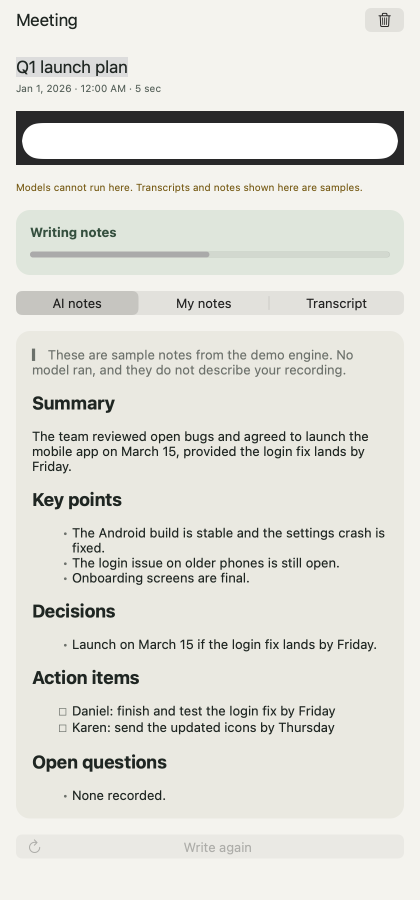 Meeting
Q1 launch plan
Jan 1, 2026 · 12:00 AM · 5 sec
Models cannot run here. Transcripts and notes shown here are samples.
Writing notes
AI notes
My notes
Transcript
These are sample notes from the demo engine. No
model ran, and they do not describe your recording.
Summary
The team reviewed open bugs and agreed to launch the
mobile app on March 15, provided the login fix lands by
Friday.
Key points
• The Android build is stable and the settings crash is
fixed.
• The login issue on older phones is still open.
• Onboarding screens are final.
Decisions
• Launch on March 15 if the login fix lands by Friday.
Action items
☐ Daniel: finish and test the login fix by Friday
☐ Karen: send the updated icons by Thursday
Open questions
• None recorded.
Write again